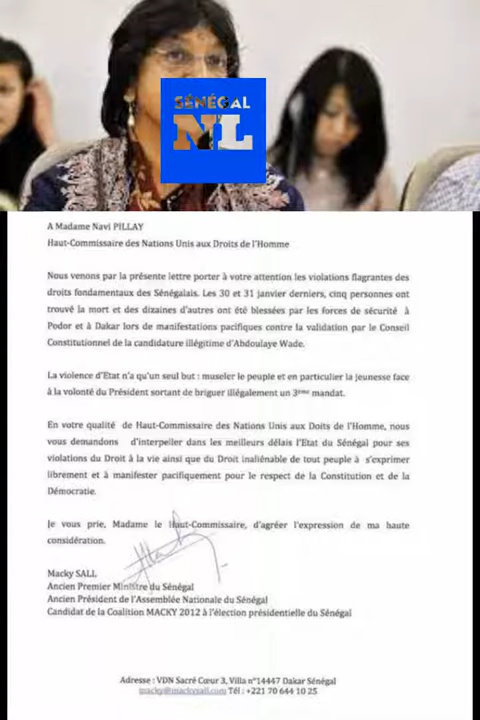 SÉNÉGAL
NL
A Madame Navi PILLAY
Haut-Commissaire des Nations Unis aux Droits de l'Homme
Nous venons par la présente lettre porter à votre attention les violations flagrantes des
droits fondamentaux des Sénégalais. Les 30 et 31 janvier derniers, cinq personnes ont
trouvé la mort et des dizaines d'autres ont été blessées par les forces de sécurité à
Podor et à Dakar lors de manifestations pacifiques contre la validation par le Conseil
Constitutionnel de la candidature illégitime d'Abdoulaye Wade.
La violence d'Etat n'a qu'un seul but : museler le peuple et en particulier la jeunesse face
à la volonté du Président sortant de briguer illégalement un 3ème mandat.
En votre qualité de Haut-Commissaire des Nations Unis aux Doits de l'Homme, nous
vous demandons d'interpeller dans les meilleurs délais l'Etat du Sénégal pour ses
violations du Droit à la vie ainsi que du Droit inaliénable de tout peuple à s'exprimer
librement et à manifester pacifiquement pour le respect de la Constitution et de la
Démocratie.
Je vous prie, Madame le Haut-Commissaire, d'agréer l'expression de ma haute
considération.
Macky SALL
Ancien Premier Ministre du Sénégal
Ancien Président de l'Assemblée Nationale du Sénégal
Candidat de la Coalition MACKY 2012 à l'élection présidentielle du Sénégal
Adresse : VDN Sacré Cœur 3, Villa n°14447 Dakar Sénégal
macky@mackysall.com Tél : +221 70 644 10 25